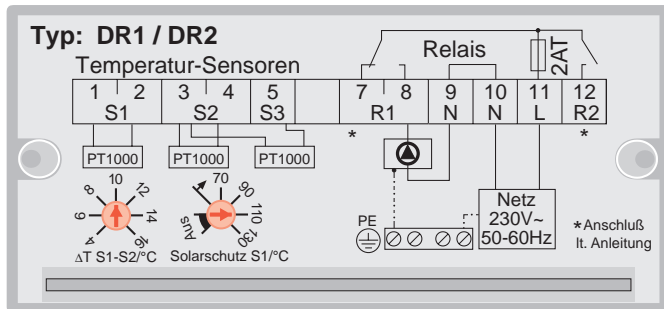 Typ: DR1 / DR2
Temperatur-Sensoren
Relais
2AT
1 2 3 4 5 7 8 9 10 11 12
S1 S2 S3 R1 N N L R2
* *
PT1000 PT1000 PT1000
4 6 8 10 12 14 16
ΔT S1-S2/°C
Aus 70 90 110 130
Solarschutz S1/°C
PE
Netz
230V~
50-60Hz
*Anschluß
lt. Anleitung